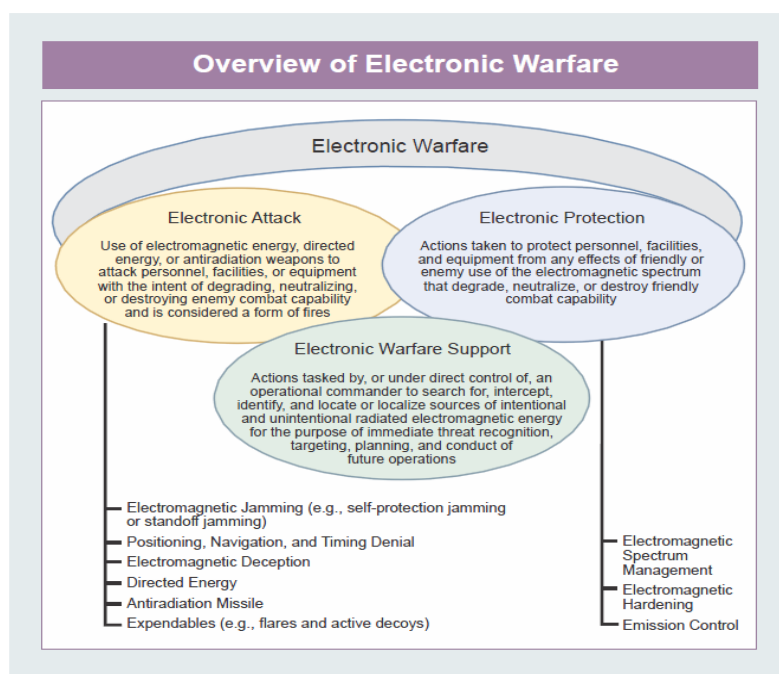 Overview of Electronic Warfare
Electronic Warfare
Electronic Attack
Use of electromagnetic energy, directed
energy, or antiradiation weapons to
attack personnel, facilities, or equipment
with the intent of degrading, neutralizing,
or destroying enemy combat capability
and is considered a form of fires
Electronic Protection
Actions taken to protect personnel, facilities,
and equipment from any effects of friendly or
enemy use of the electromagnetic spectrum
that degrade, neutralize, or destroy friendly
combat capability
Electronic Warfare Support
Actions tasked by, or under direct control of, an
operational commander to search for, intercept,
identify, and locate or localize sources of intentional
and unintentional radiated electromagnetic energy
for the purpose of immediate threat recognition,
targeting, planning, and conduct of
future operations
Electromagnetic Jamming (e.g., self-protection jamming
or standoff jamming)
Positioning, Navigation, and Timing Denial
Electromagnetic Deception
Directed Energy
Antiradiation Missile
Expendables (e.g., flares and active decoys)
Electromagnetic
Spectrum
Management
Electromagnetic
Hardening
Emission Control